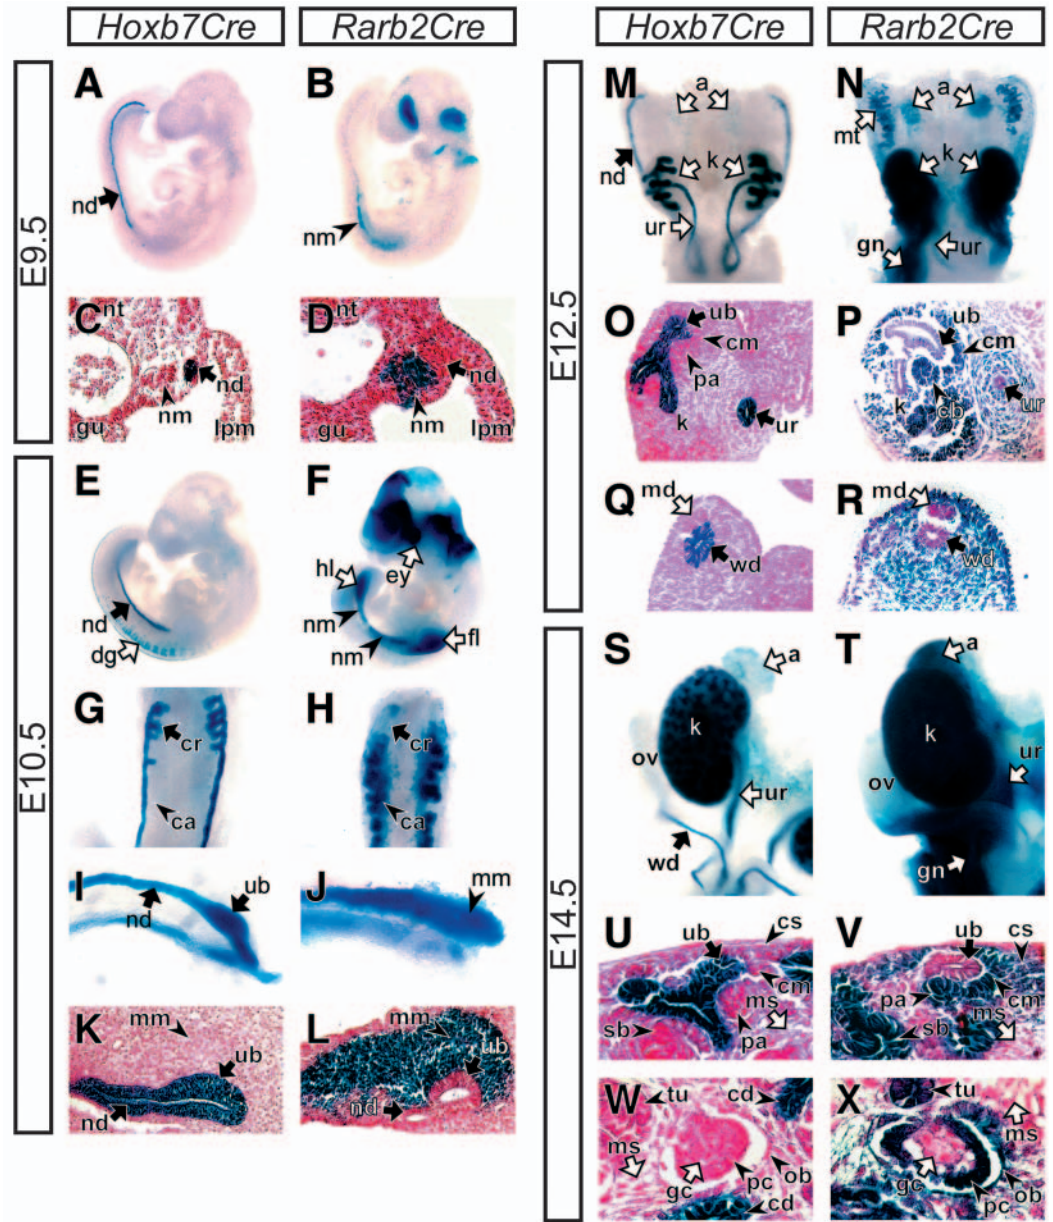 Hoxb7Cre Rarb2Cre
E9.5
A
nd
B
nm
C nt
nd
nm
gu lpm
D nt
nd
nm
gu lpm
E10.5
E
nd
dg
F
hl
ey
nm
nm
fl
G
cr
ca
H
cr
ca
I
ub
nd
J
mm
K
mm
ub
nd
L
mm
ub
nd
Hoxb7Cre Rarb2Cre
E12.5
M
a
nd
k
ur
N
a
mt
k
gn
ur
O
ub
cm
pa
k
ur
P
ub
cm
k
cb
ur
Q
md
wd
R
md
wd
E14.5
S
a
k
ov
ur
wd
T
a
k
ur
ov
gn
U
ub
cs
cm
ms
sb
pa
V
ub
cs
pa
cm
sb
ms
W
tu
cd
ms
ob
gc
pc
cd
X
tu
ms
gc
ob
pc